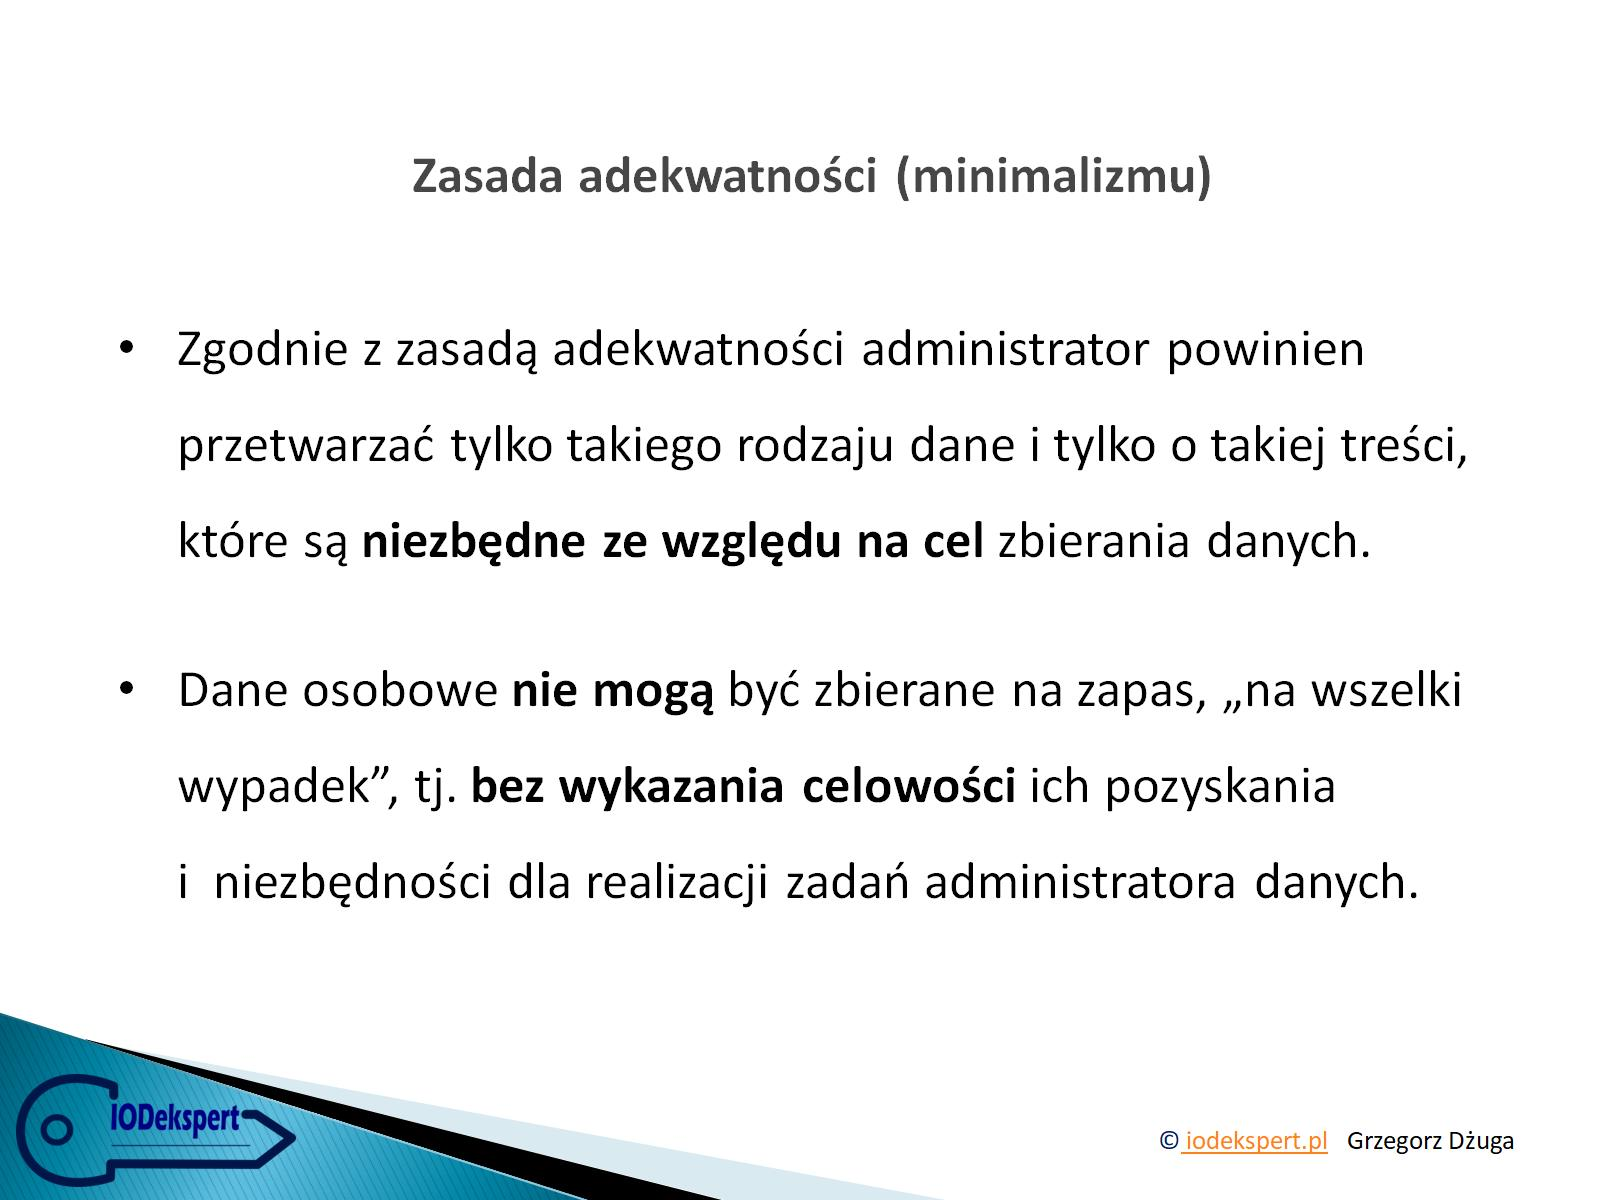 Zasada adekwatności (minimalizmu)
• Zgodnie z zasadą adekwatności administrator powinien
przetwarzać tylko takiego rodzaju dane i tylko o takiej treści,
które są niezbędne ze względu na cel zbierania danych.
• Dane osobowe nie mogą być zbierane na zapas, „na wszelki
wypadek”, tj. bez wykazania celowości ich pozyskania
i niezbędności dla realizacji zadań administratora danych.
IODekspert
© iodekspert.pl Grzegorz Dżuga